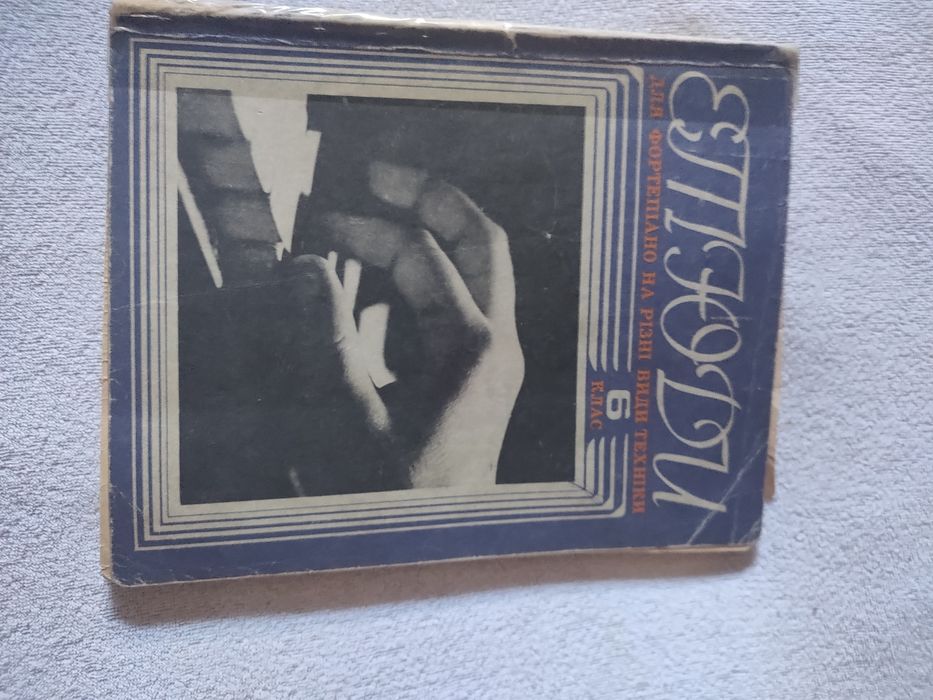 ЕТЮДИ
ДЛЯ ФОРТЕПІАНО НА РІЗНІ ВИДИ ТЕХНІКИ
6
КЛАС